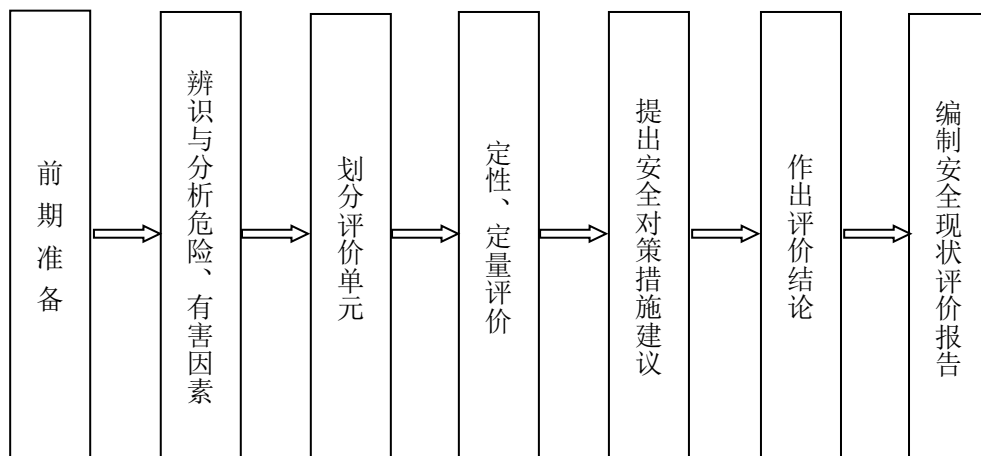 前期准备
辨识与分析危险、有害因素
划分评价单元
定性、定量评价
提出安全对策措施建议
作出评价结论
编制安全现状评价报告